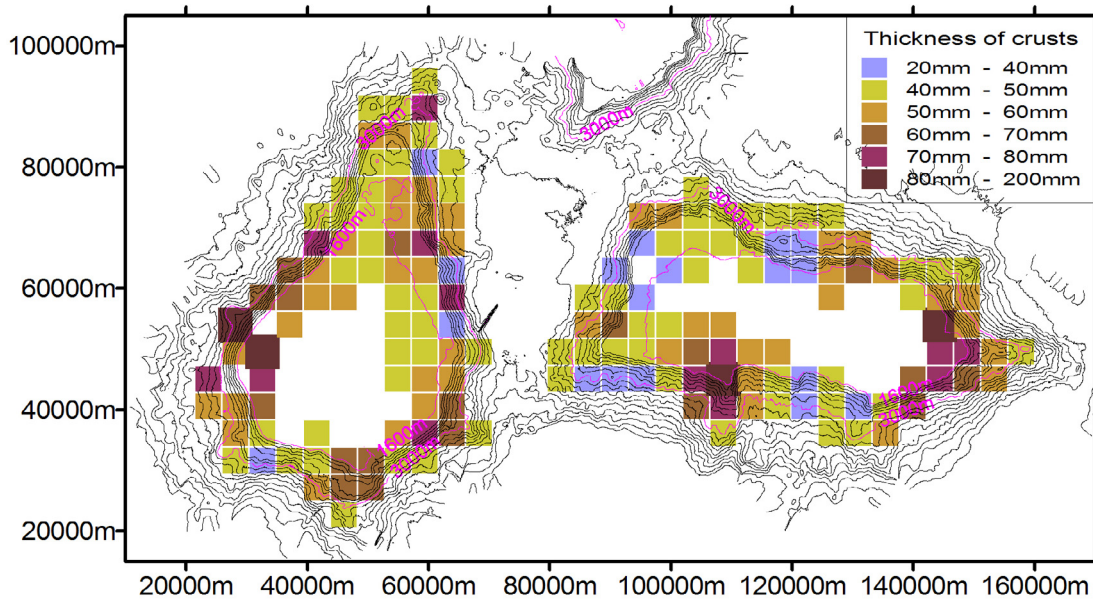 100000m
80000m
60000m
40000m
20000m
Thickness of crusts
20mm - 40mm
40mm - 50mm
50mm - 60mm
60mm - 70mm
70mm - 80mm
80mm - 200mm
3000m
3000m
3000m
1600m
1600m
3000m
1600m
3000m
20000m 40000m 60000m 80000m 100000m 120000m 140000m 160000m